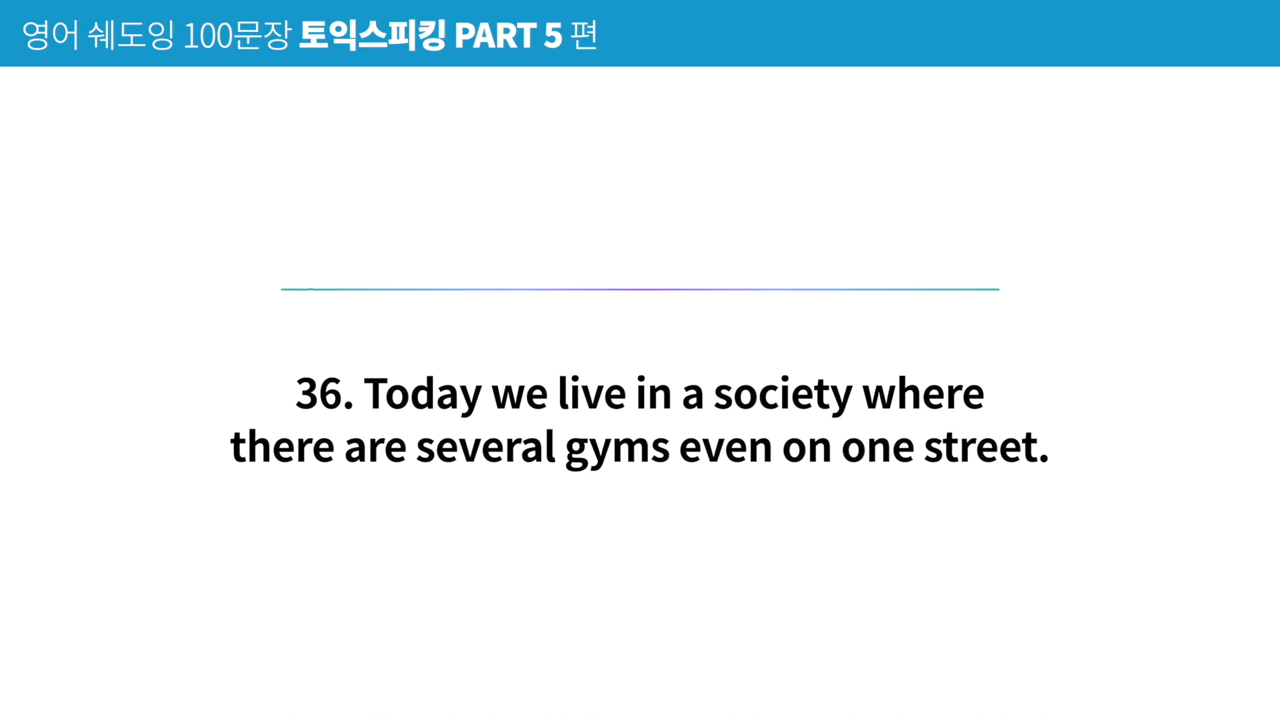 영어 쉐도잉 100문장 토익스피킹 PART 5 편
36. Today we live in a society where
there are several gyms even on one street.